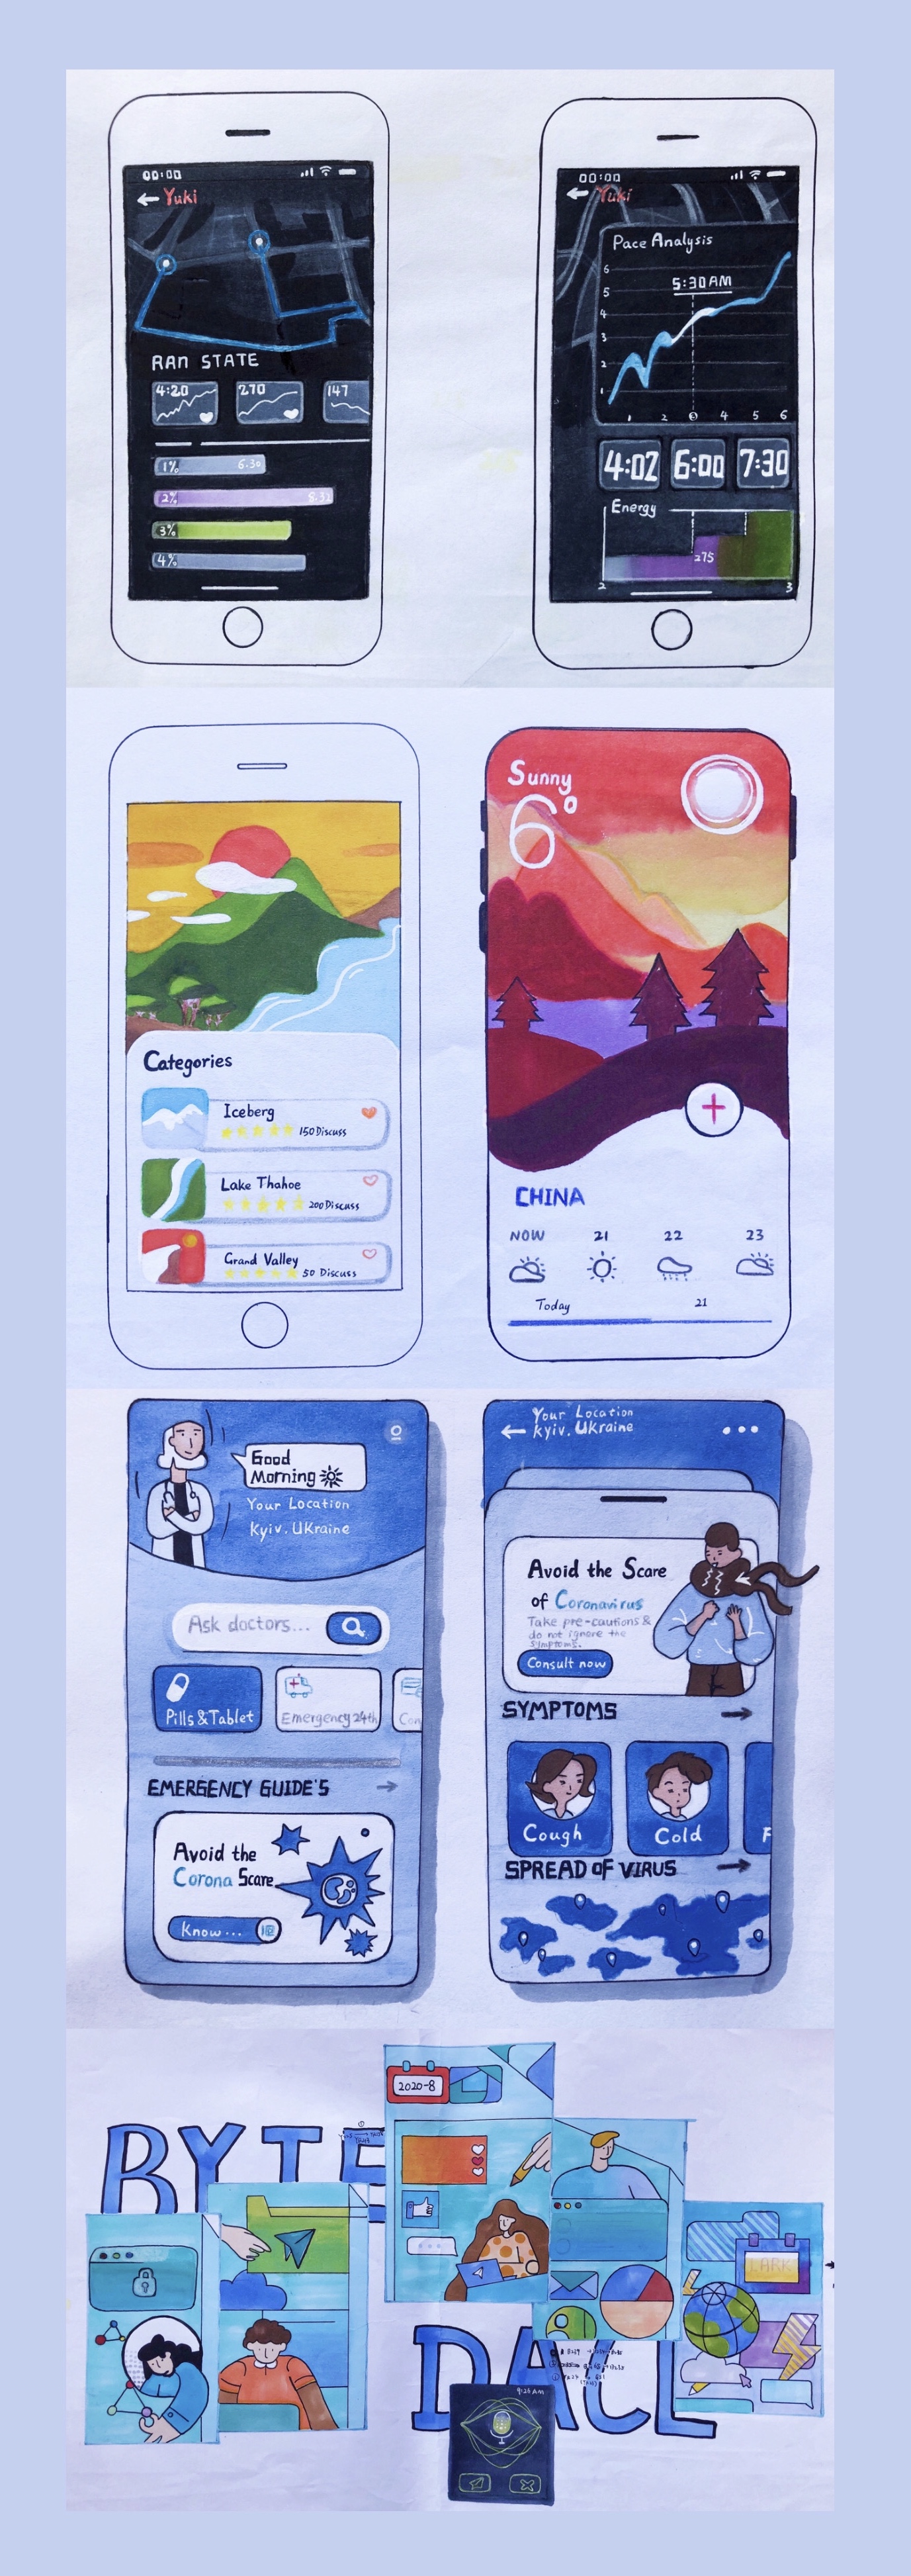 00:00
Yuki
RAN STATE
4:20
270
147
1%
6.30
2%
8.32
3%
4%
00:00
Yuki
Pace Analysis
6
5
4
3
2
1
5:30AM
1 2 3 4 5 6
4:02 6:00 7:30
Energy
275
2 3
Categories
Iceberg
150 Discuss
Lake Thahoe
200 Discuss
Grand Valley
50 Discuss
Sunny
6°
CHINA
NOW 21 22 23
Today 21
Good
Morning
Your Location
Kyiv. UKraine
Ask doctors...
Pills&Tablet
Emergency 24th
Con
EMERGENCY GUIDE'S
Avoid the
Corona Scare
Know...
Your Location
Kyiv. UKraine
Avoid the Scare
of Coronavirus
Take pre-cautions &
do not ignore the
symptoms.
Consult now
SYMPTOMS
Cough
Cold
F
SPREAD OF VIRUS
BYTE
2020-8
LARK
DACL
9:26 AM